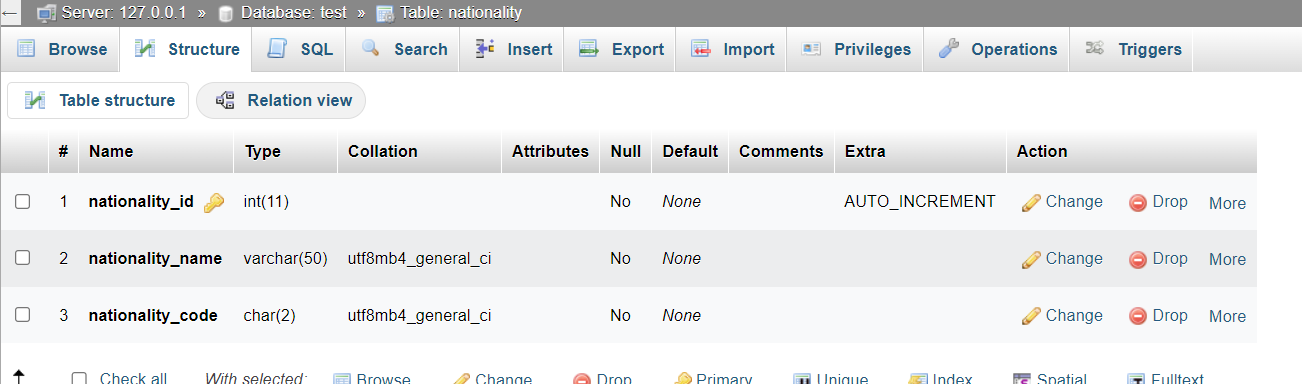 ← Server: 127.0.0.1 » Database: test » Table: nationality
Browse Structure SQL Search Insert Export Import Privileges Operations Triggers
Table structure Relation view
# Name Type Collation Attributes Null Default Comments Extra Action
1 nationality_id int(11) No None AUTO_INCREMENT Change Drop More
2 nationality_name varchar(50) utf8mb4_general_ci No None Change Drop More
3 nationality_code char(2) utf8mb4_general_ci No None Change Drop More
Check all With selected: Browse Change Drop Primary Unique Index Spatial Fulltext